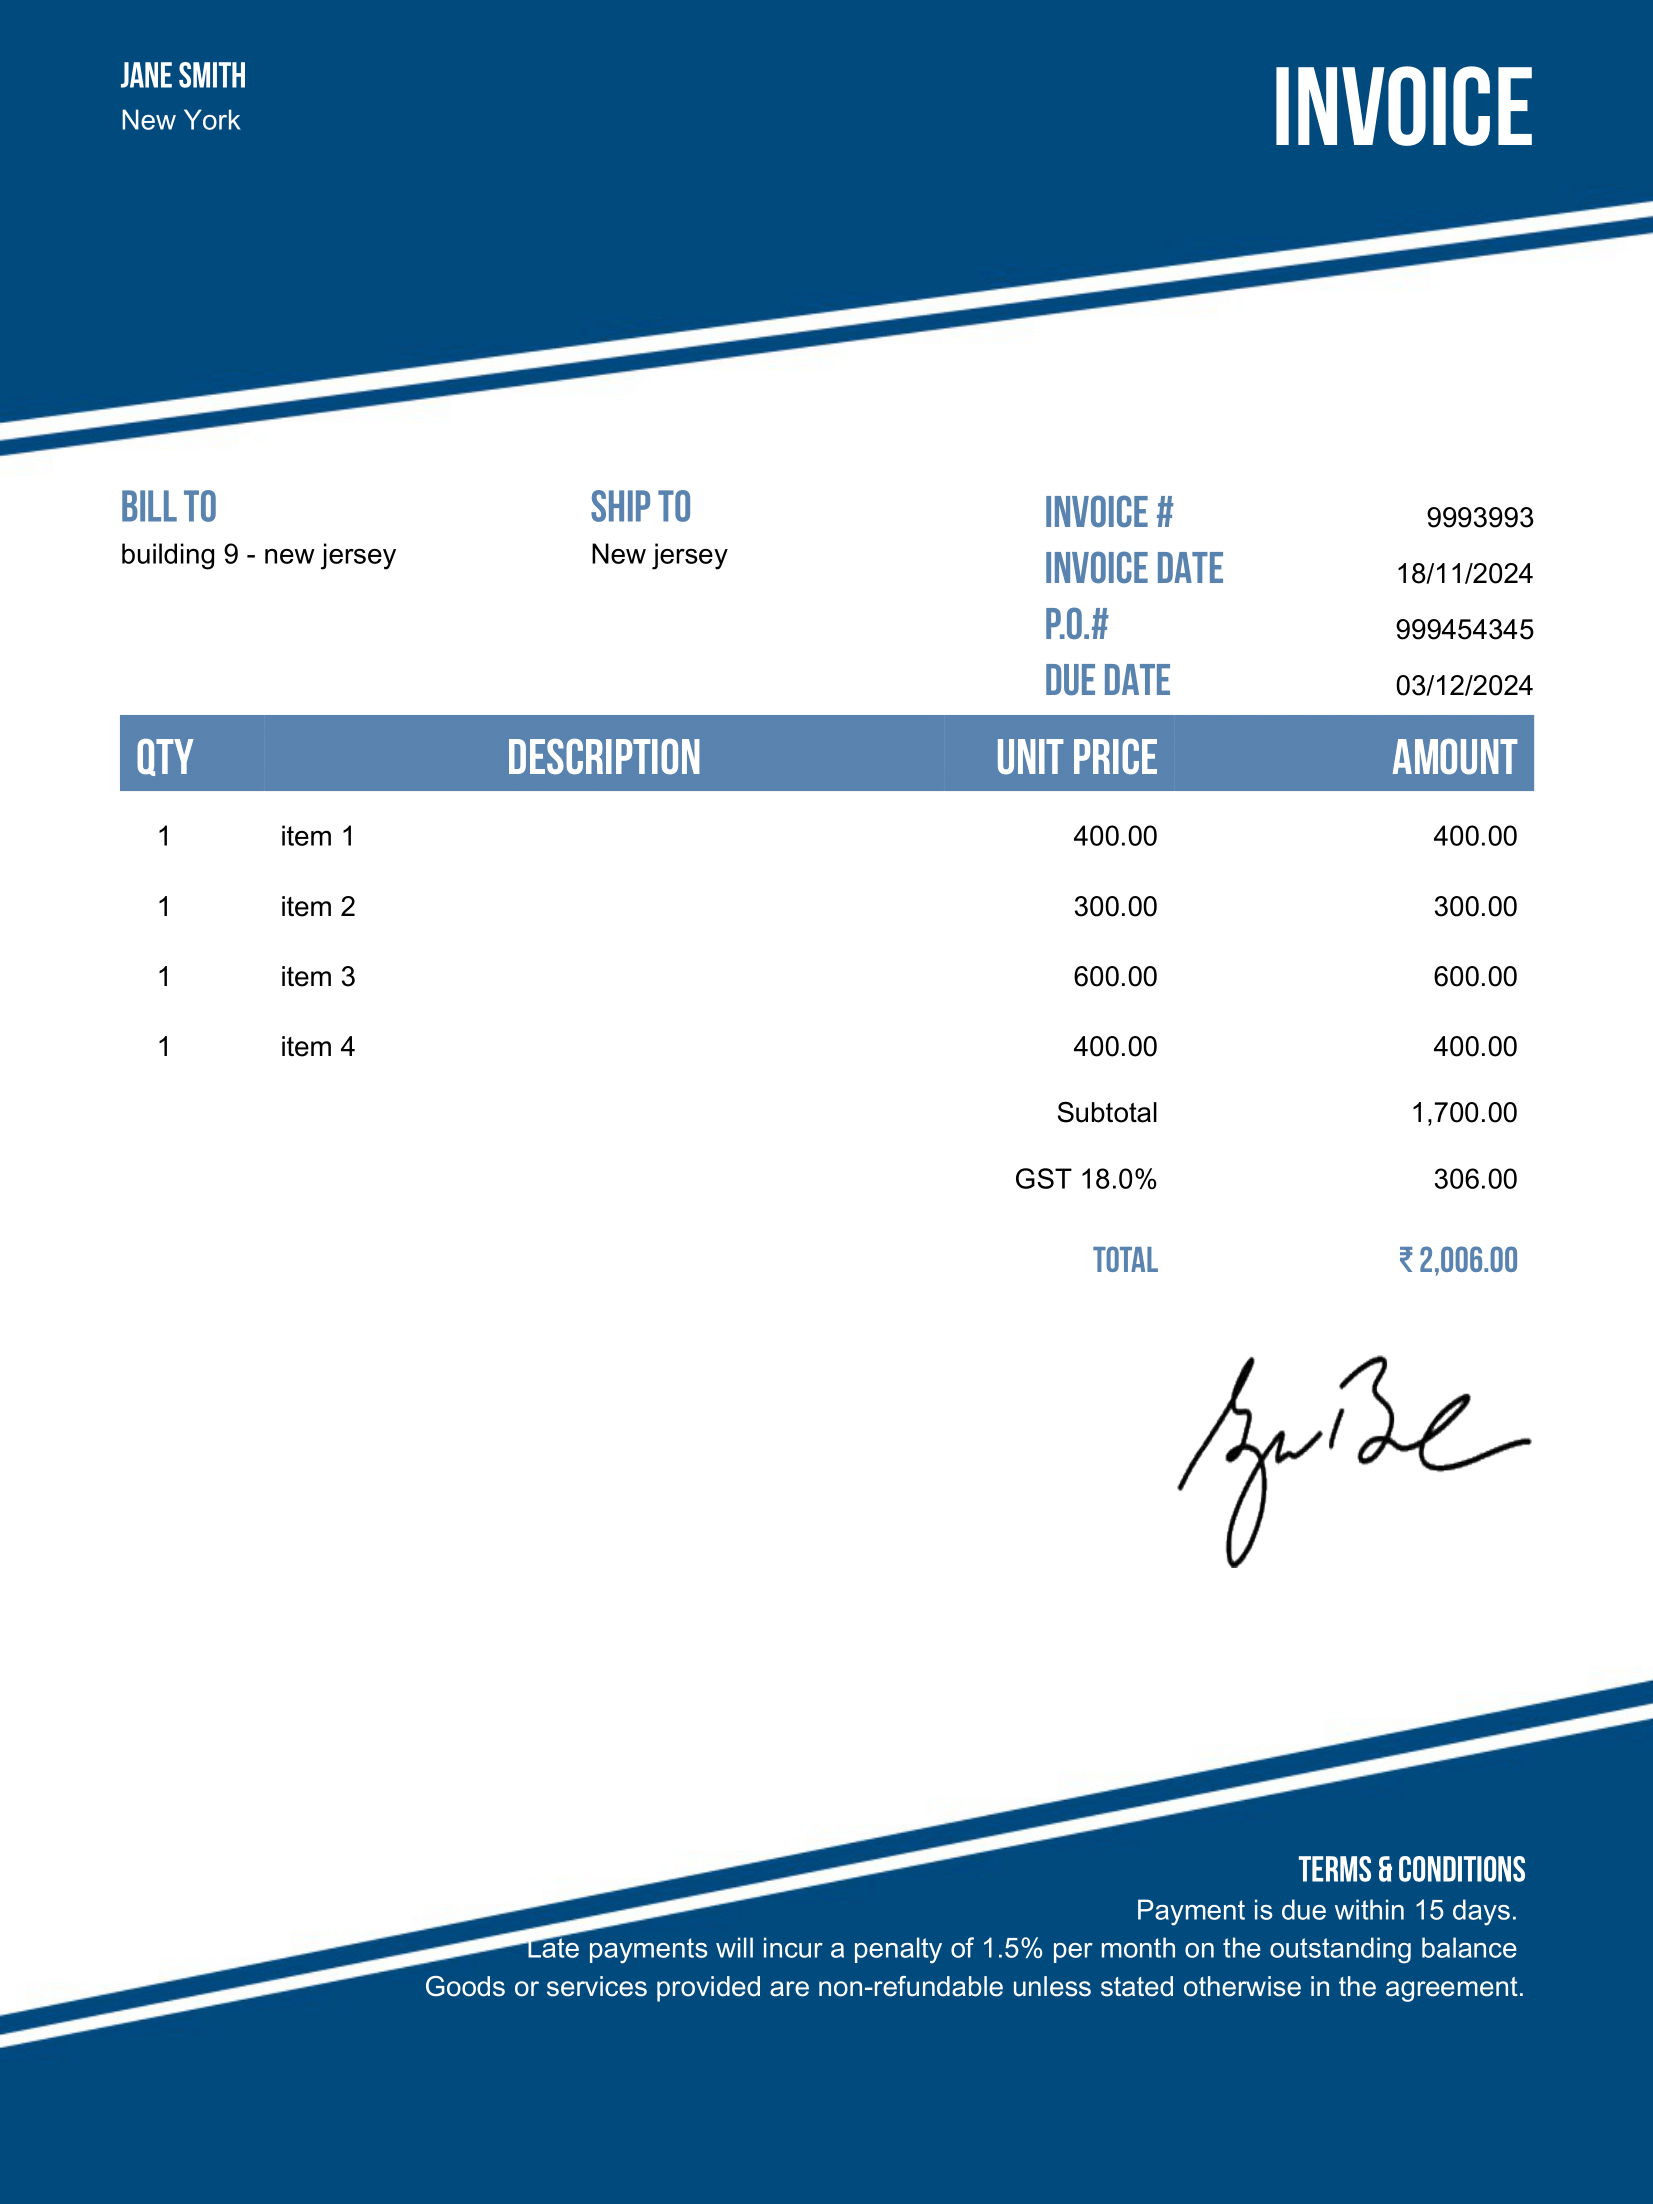 JANE SMITH
New York
INVOICE
BILL TO
building 9 - new jersey
SHIP TO
New jersey
INVOICE # 9993993
INVOICE DATE 18/11/2024
P.O.# 999454345
DUE DATE 03/12/2024
QTY DESCRIPTION UNIT PRICE AMOUNT
1 item 1 400.00 400.00
1 item 2 300.00 300.00
1 item 3 600.00 600.00
1 item 4 400.00 400.00
Subtotal 1,700.00
GST 18.0% 306.00
TOTAL ₹ 2,006.00
TERMS & CONDITIONS
Payment is due within 15 days.
Late payments will incur a penalty of 1.5% per month on the outstanding balance
Goods or services provided are non-refundable unless stated otherwise in the agreement.